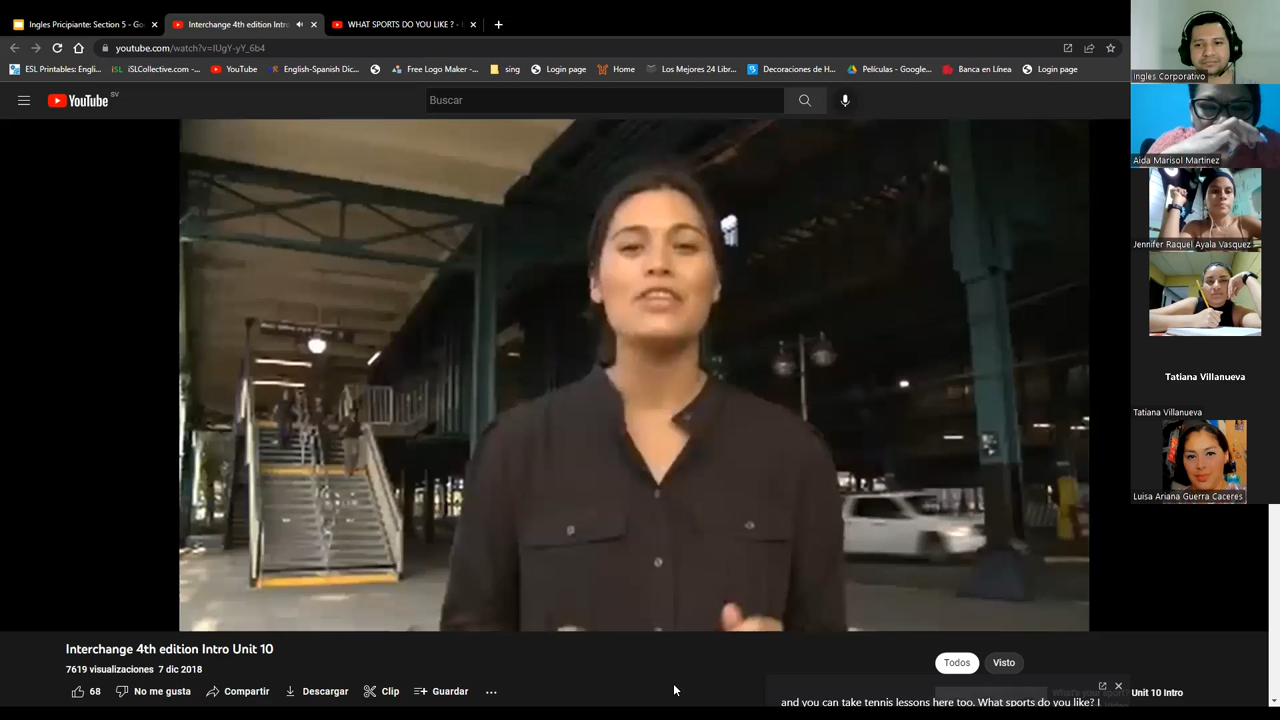 Ingles Pricipiante: Section 5 - Go
Interchange 4th edition Intro
WHAT SPORTS DO YOU LIKE ? -
youtube.com/watch?v=IUgY-yY_6b4
ESL Printables: Engli...
iSL iSLCollective.com -...
YouTube
English-Spanish Dic...
Free Logo Maker -...
sing
Login page
Home
Los Mejores 24 Libr...
Decoraciones de H...
Películas - Google...
Banca en Línea
Login page
YouTube SV
Buscar
Ingles Corporativo
Aida Marisol Martinez
Jennifer Raquel Ayala Vasquez
Tatiana Villanueva
Tatiana Villanueva
Luisa Ariana Guerra Caceres
Interchange 4th edition Intro Unit 10
7619 visualizaciones 7 dic 2018
68
No me gusta
Compartir
Descargar
Clip
Guardar
...
Todos
Visto
Unit 10 Intro
and you can take tennis lessons here too. What sports do you like? I